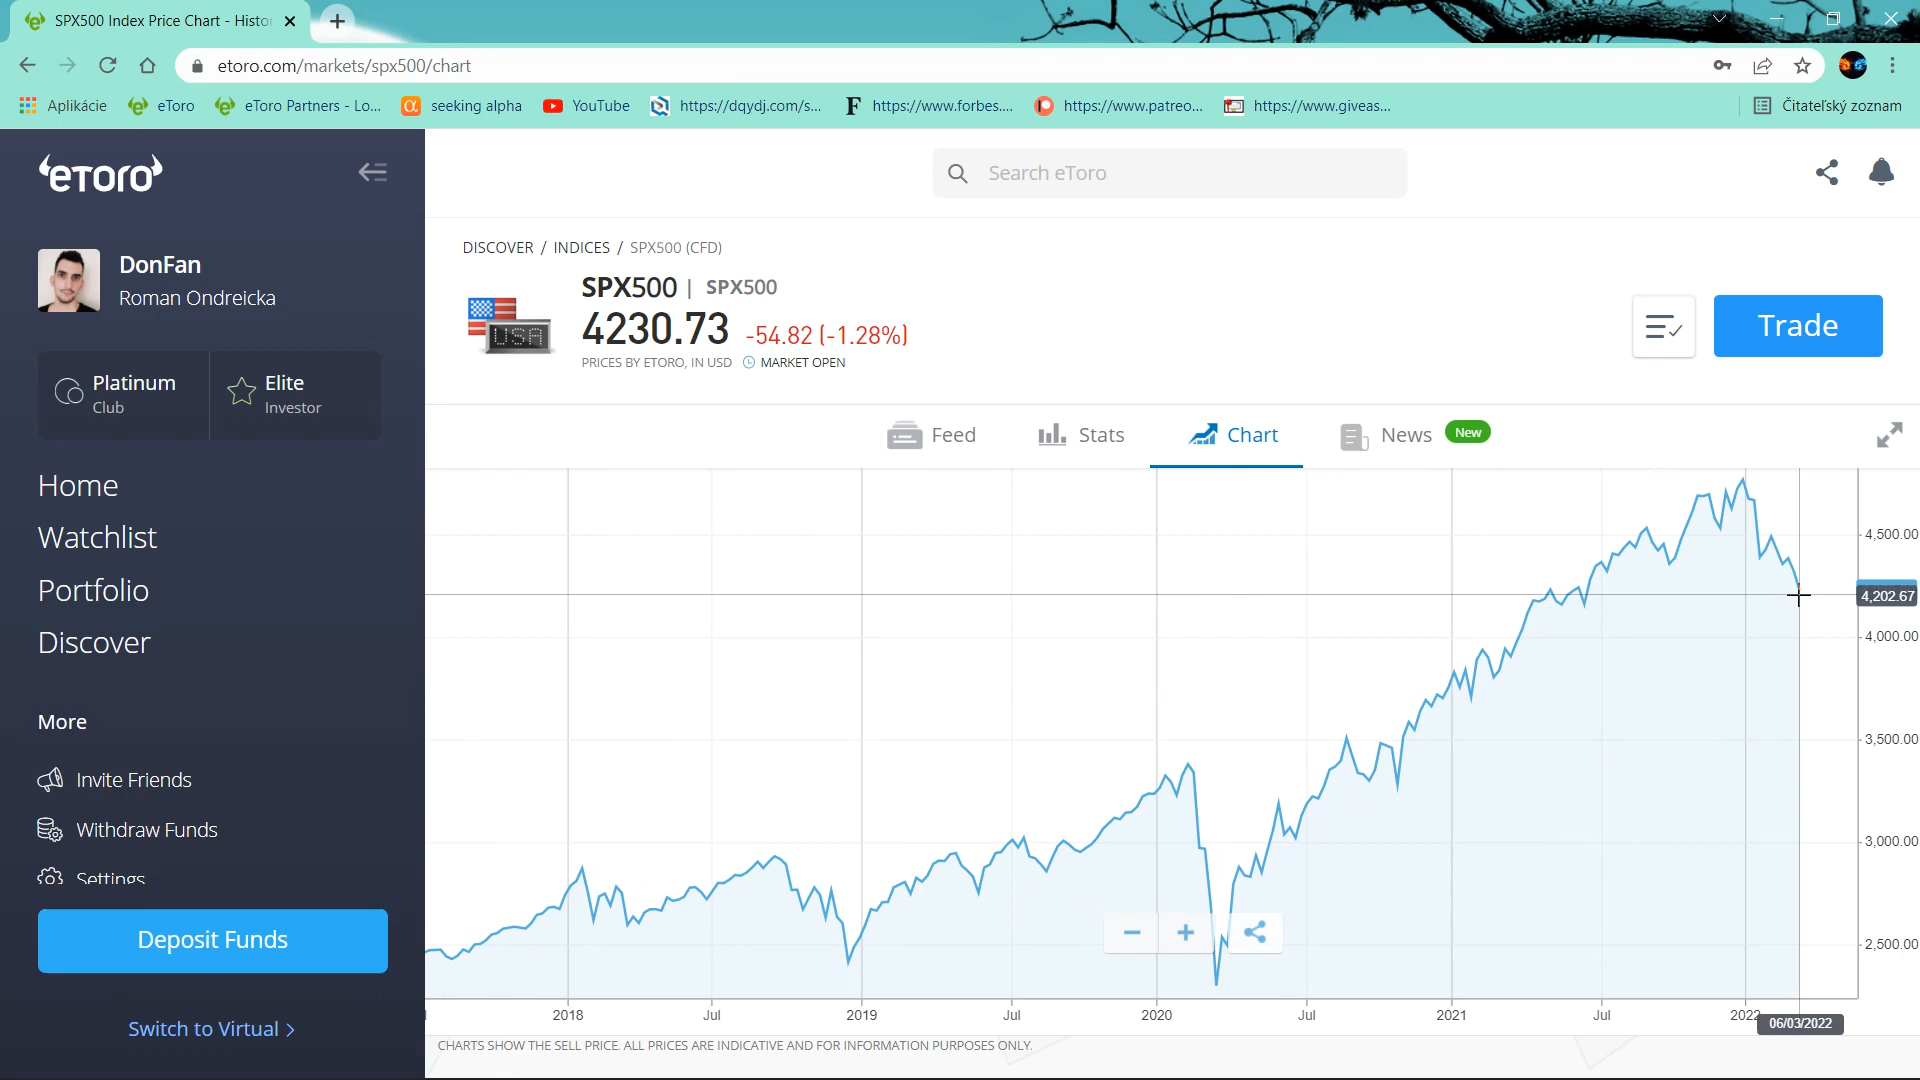 SPX500 Index Price Chart - Histo
etoro.com/markets/spx500/chart
Aplikácie
eToro
eToro Partners - Lo...
seeking alpha
YouTube
https://dqydj.com/s...
https://www.forbes....
https://www.patreo...
https://www.giveas...
Čitateľský zoznam
eToro
Search eToro
DonFan
Roman Ondreicka
Platinum
Club
Elite
Investor
Home
Watchlist
Portfolio
Discover
More
Invite Friends
Withdraw Funds
Settings
Deposit Funds
Switch to Virtual >
DISCOVER / INDICES / SPX500 (CFD)
USA
SPX500 | SPX500
4230.73 -54.82 (-1.28%)
PRICES BY ETORO, IN USD MARKET OPEN
Trade
Feed
Stats
Chart
News New
4,500.00
4,202.67
4,000.00
3,500.00
3,000.00
2,500.00
2018 Jul 2019 Jul 2020 Jul 2021 Jul 2022
06/03/2022
CHARTS SHOW THE SELL PRICE. ALL PRICES ARE INDICATIVE AND FOR INFORMATION PURPOSES ONLY.